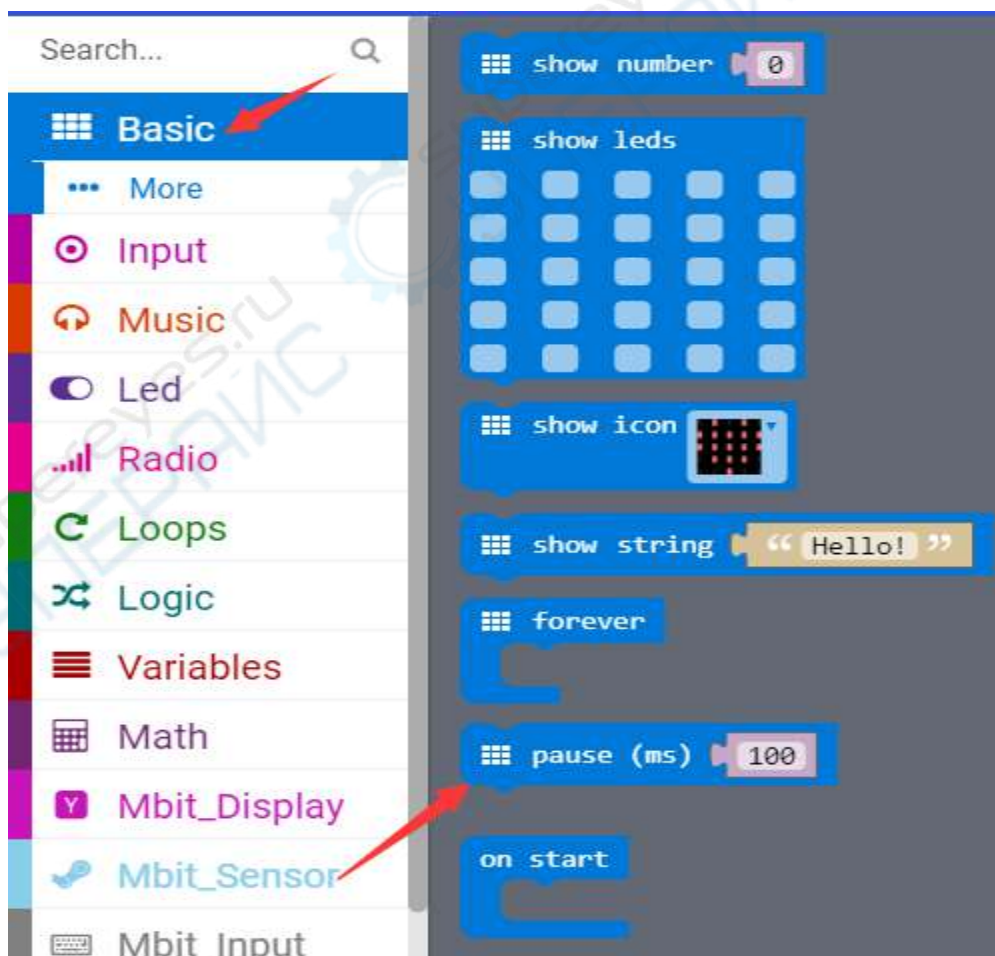 Search...
Basic
More
Input
Music
Led
Radio
Loops
Logic
Variables
Math
Mbit_Display
Mbit_Sensor
Mbit_Input
show number 0
show leds
show icon
show string “ Hello! ”
forever
pause (ms) 100
on start